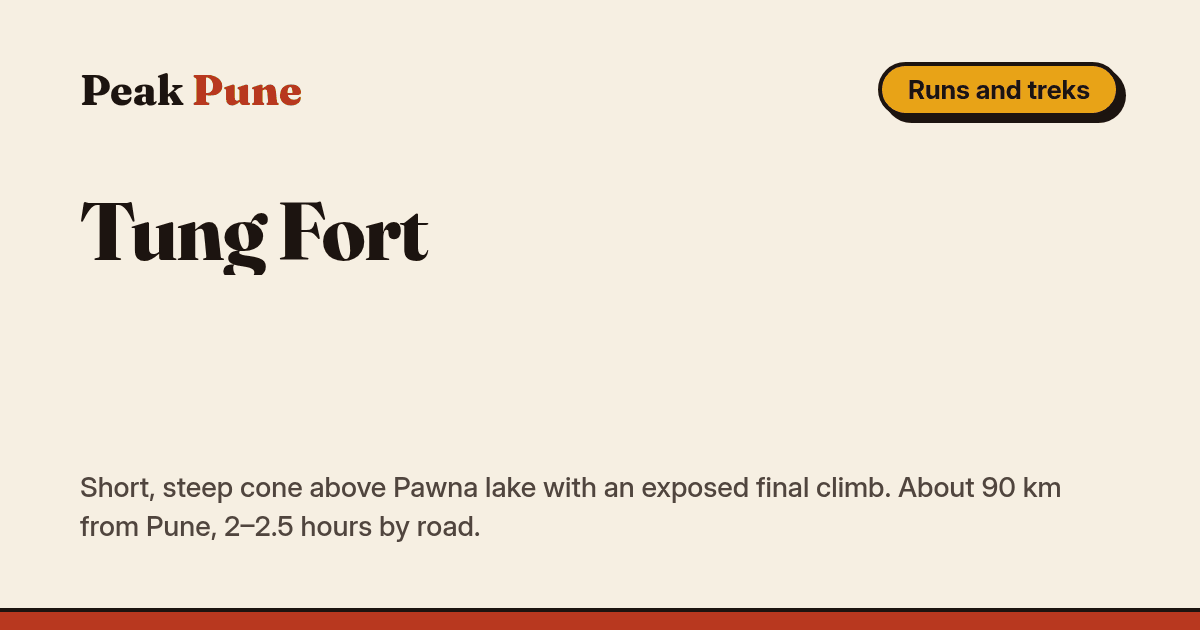 Peak Pune
Runs and treks
Tung Fort
Short, steep cone above Pawna lake with an exposed final climb. About 90 km
from Pune, 2–2.5 hours by road.